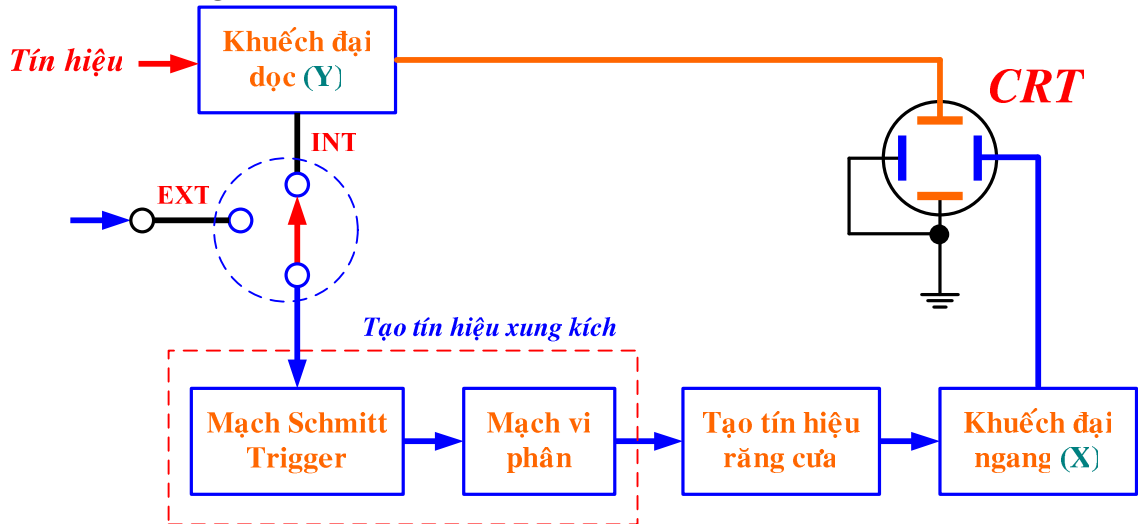 Khuếch đại
dọc (Y)
Tín hiệu
CRT
INT
EXT
Tạo tín hiệu xung kích
Mạch Schmitt
Trigger
Mạch vi
phân
Tạo tín hiệu
răng cưa
Khuếch đại
ngang (X)